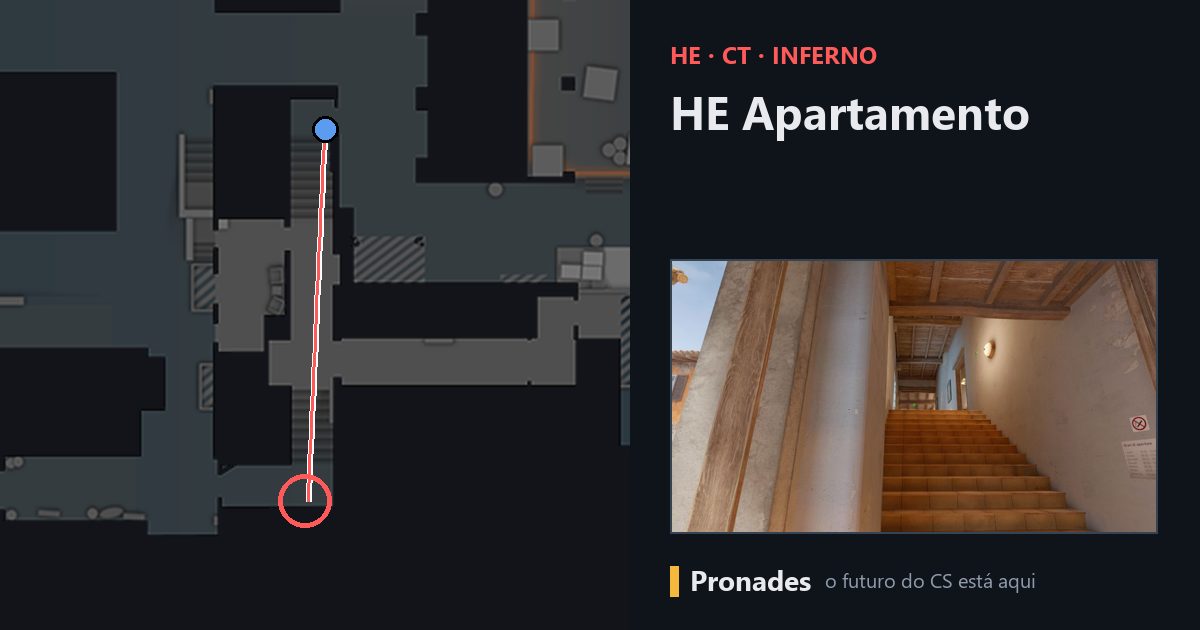 HE · CT · INFERNO
HE Apartamento
Pronades o futuro do CS está aqui